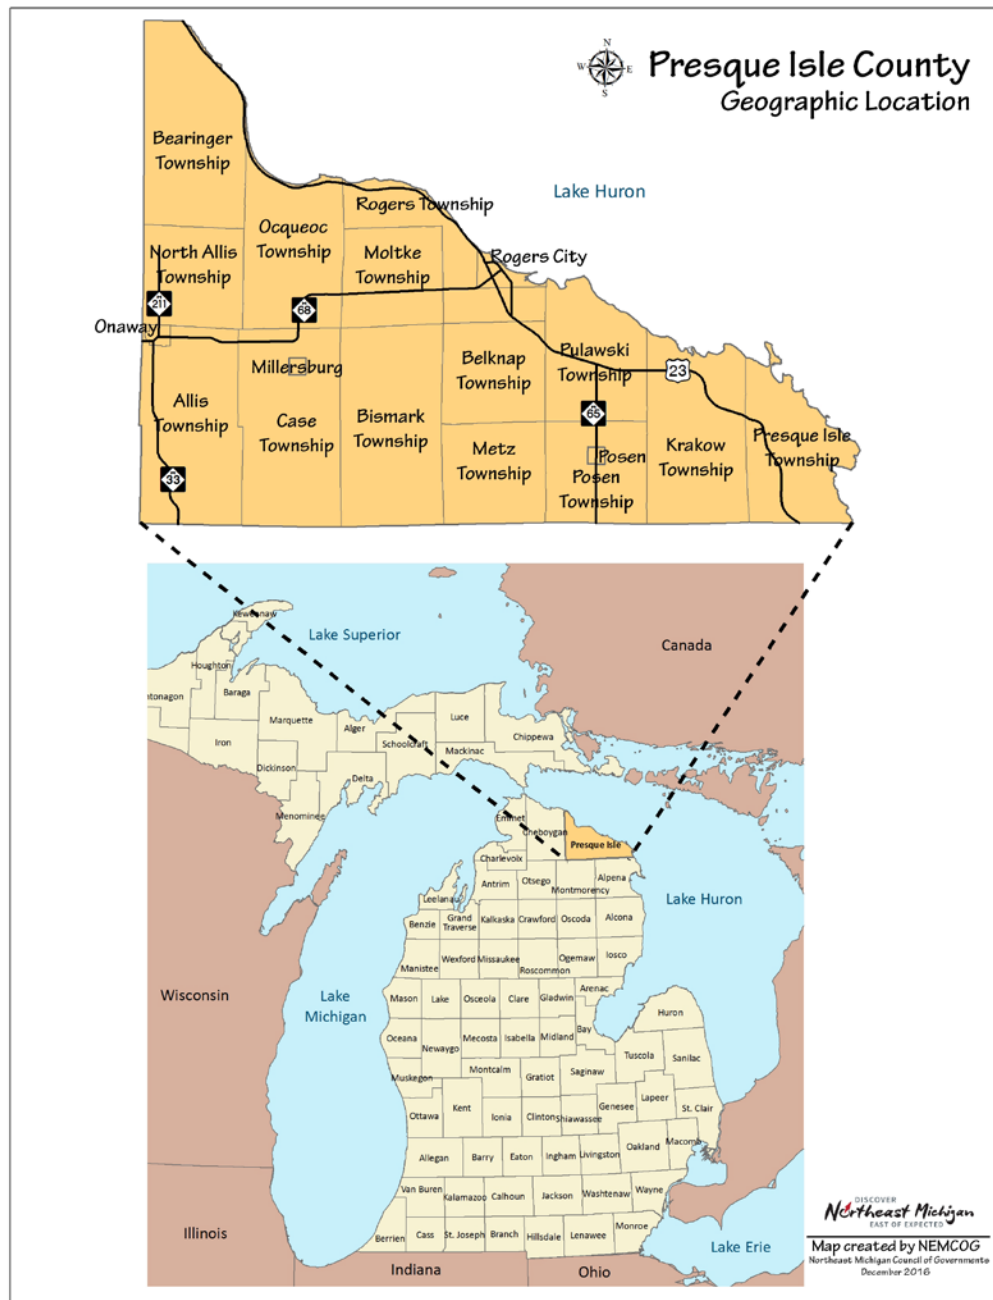 N
W E
S
Presque Isle County
Geographic Location
Bearinger
Township
Lake Huron
Rogers Township
Ocqueoc
Township
North Allis
Township
Moltke
Township
Rogers City
M
211
M
68
Onaway
Millersburg
Belknap
Township
Pulawski
Township
23
Allis
Township
Case
Township
Bismark
Township
M
65
Metz
Township
Posen
Posen
Township
Krakow
Township
Presque Isle
Township
M
33
Keweenaw
Lake Superior
Canada
Houghton
ntonagon
Baraga
Marquette
Alger
Luce
Iron
Schoolcraft
Chippewa
Mackinac
Dickinson
Delta
Menominee
Emmet
Cheboygan
Presque Isle
Charlevoix
Antrim
Otsego
Montmorency
Alpena
Leelanau
Lake Huron
Benzie
Grand
Traverse
Kalkaska
Crawford
Oscoda
Alcona
Manistee
Wexford
Missaukee
Roscommon
Ogemaw
Iosco
Wisconsin
Lake
Michigan
Mason
Lake
Osceola
Clare
Gladwin
Arenac
Huron
Oceana
Newaygo
Mecosta
Isabella
Midland
Bay
Tuscola
Sanilac
Muskegon
Montcalm
Gratiot
Saginaw
Ottawa
Kent
Ionia
Clinton
Shiawassee
Genesee
Lapeer
St. Clair
Allegan
Barry
Eaton
Ingham
Livingston
Oakland
Macomb
Van Buren
Kalamazoo
Calhoun
Jackson
Washtenaw
Wayne
Illinois
Berrien
Cass
St. Joseph
Branch
Hillsdale
Lenawee
Monroe
Lake Erie
Indiana
Ohio
DISCOVER
Northeast Michigan
EAST OF EXPECTED
Map created by NEMCOG
Northeast Michigan Council of Governments
December 2016